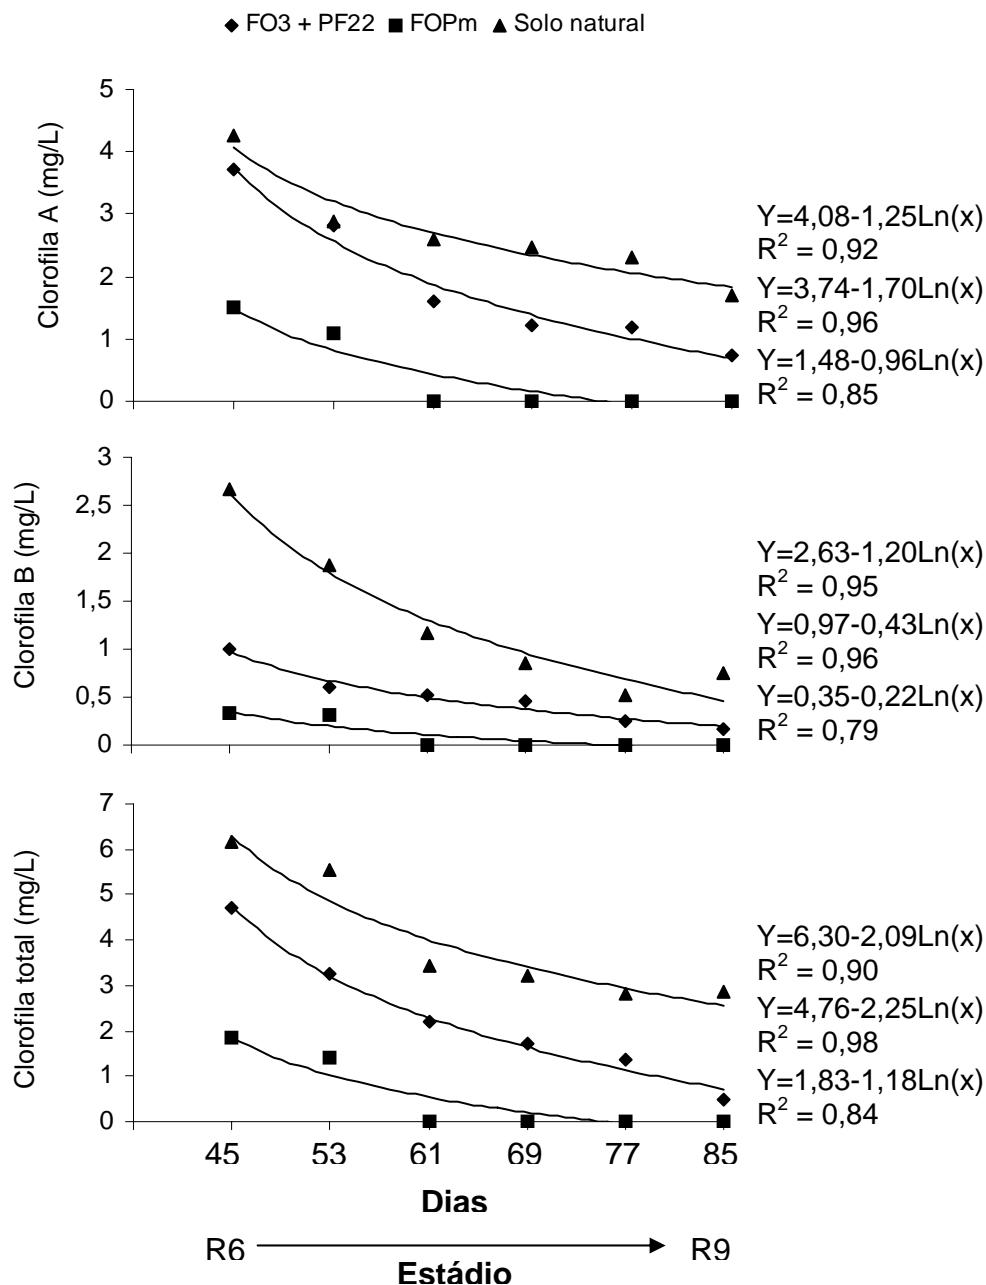 FO3 + PF22 FOPm Solo natural
Clorofila A (mg/L)
5
4
3
2
1
0
Y=4,08-1,25Ln(x)
R² = 0,92
Y=3,74-1,70Ln(x)
R² = 0,96
Y=1,48-0,96Ln(x)
R² = 0,85
Clorofila B (mg/L)
3
2,5
2
1,5
1
0,5
0
Y=2,63-1,20Ln(x)
R² = 0,95
Y=0,97-0,43Ln(x)
R² = 0,96
Y=0,35-0,22Ln(x)
R² = 0,79
Clorofila total (mg/L)
7
6
5
4
3
2
1
0
Y=6,30-2,09Ln(x)
R² = 0,90
Y=4,76-2,25Ln(x)
R² = 0,98
Y=1,83-1,18Ln(x)
R² = 0,84
45 53 61 69 77 85
Dias
R6 R9
Estádio